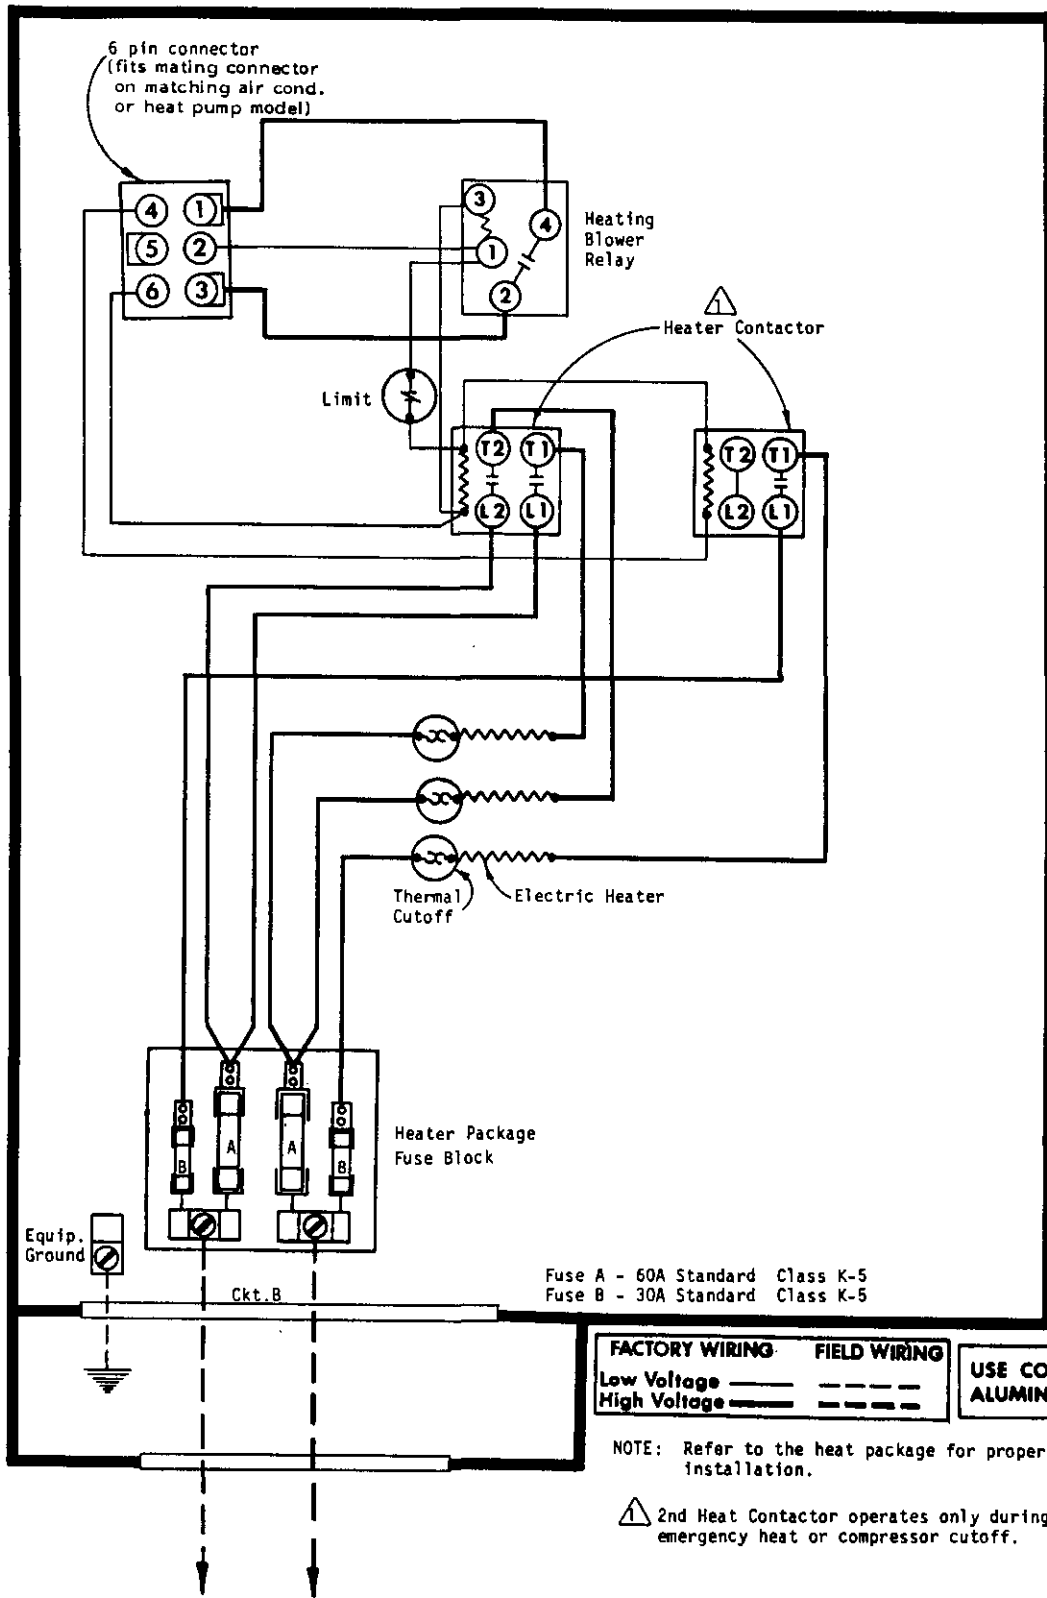 6 pin connector
(fits mating connector
on matching air cond.
or heat pump model)
4 1
5 2
6 3
3
4
1
2
Heating
Blower
Relay
1
Heater Contactor
Limit
T2 T1
L2 L1
T2 T1
L2 L1
Thermal
Cutoff
Electric Heater
B A A B
Heater Package
Fuse Block
Equip.
Ground
Ckt.B
Fuse A - 60A Standard Class K-5
Fuse B - 30A Standard Class K-5
FACTORY WIRING FIELD WIRING
Low Voltage
High Voltage
USE CO
ALUMIN
NOTE: Refer to the heat package for proper
installation.
1 2nd Heat Contactor operates only during
emergency heat or compressor cutoff.